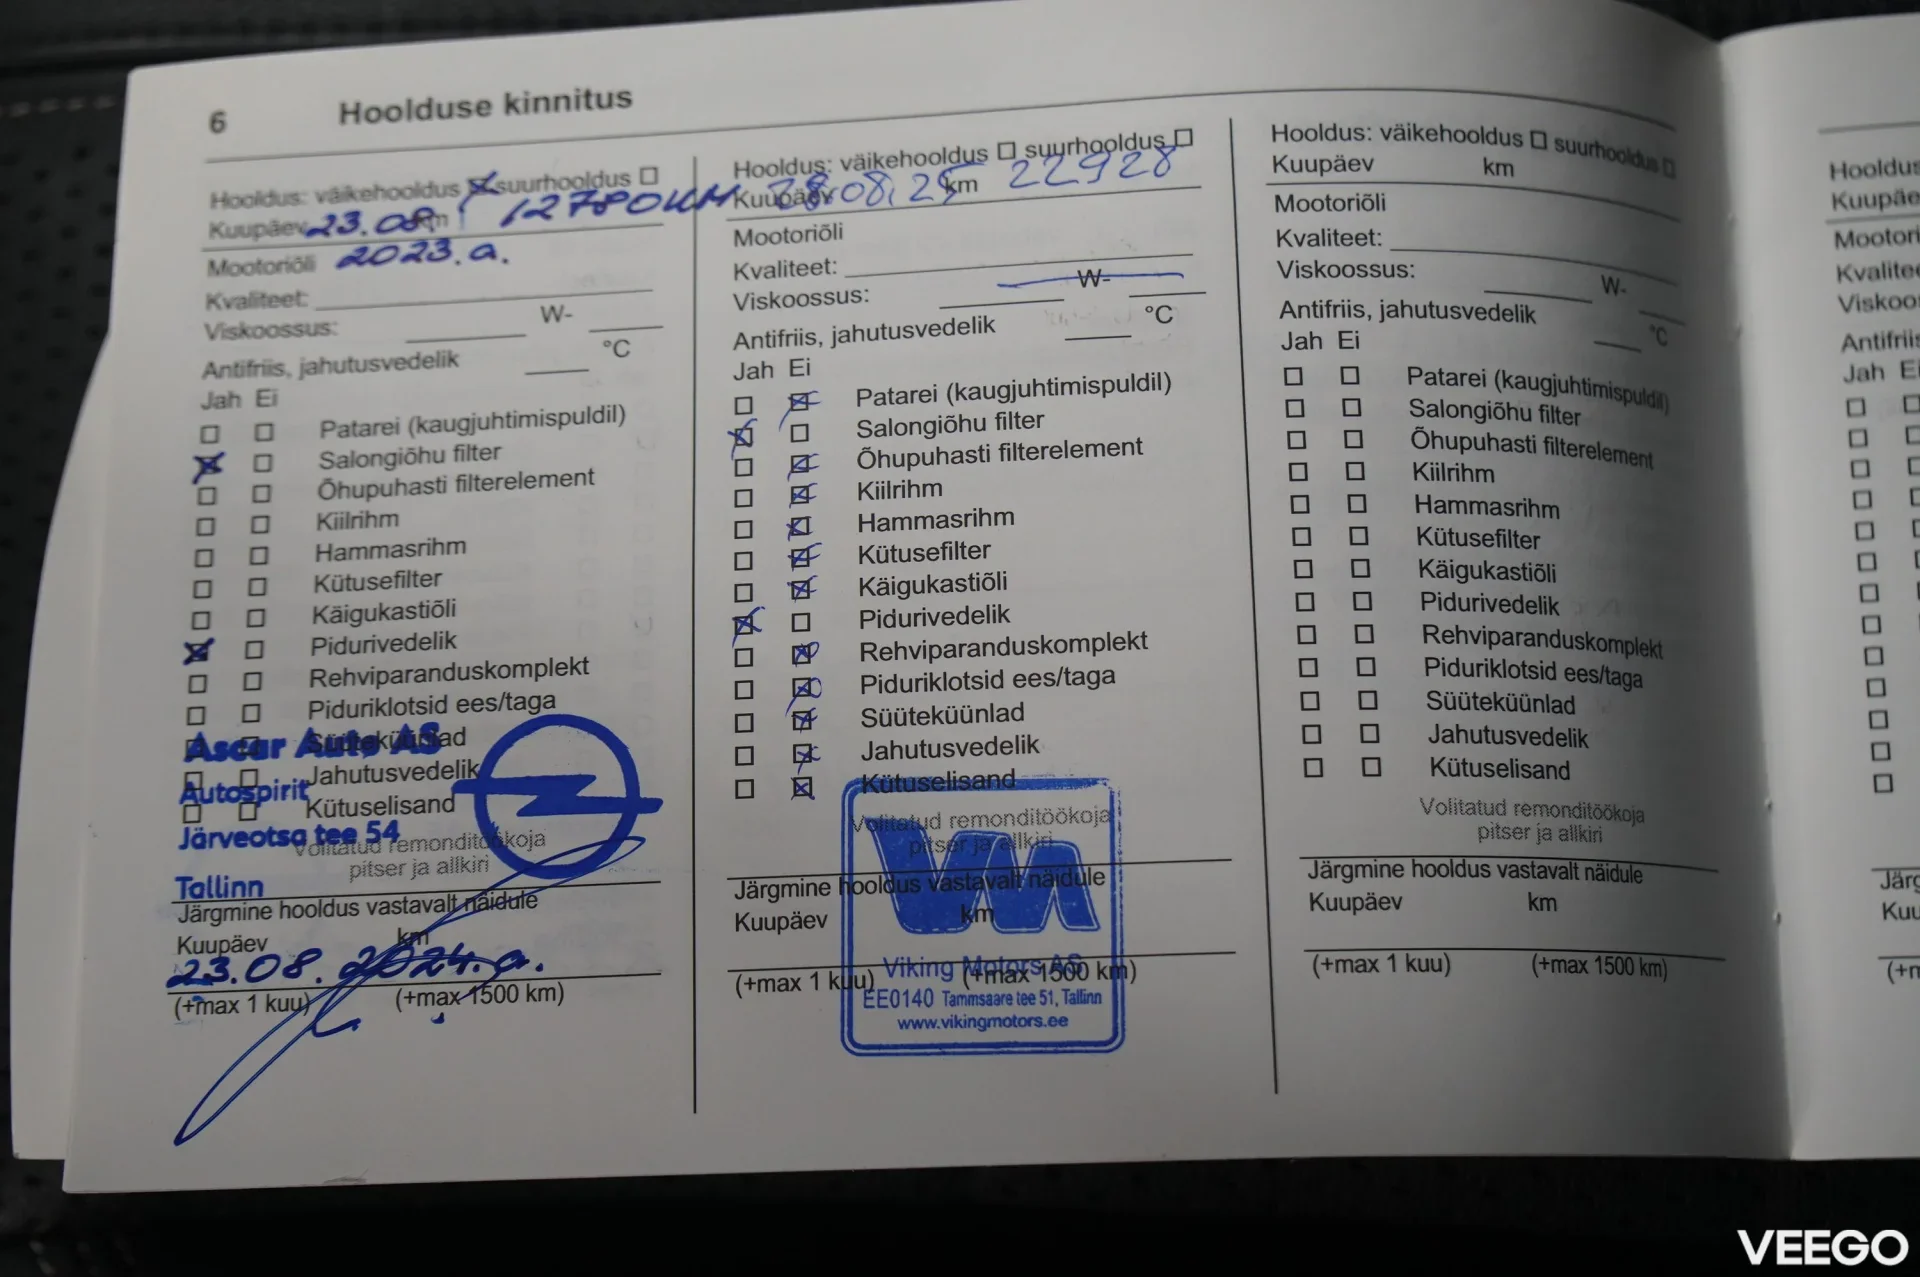 6 Hoolduse kinnitus
Hooldus: väikehooldus suurhooldus
Kuupäev 23.08. km 12780KM
Mootoriõli 2023.a.
Kvaliteet:
Viskoossus: W-
Antifriis, jahutusvedelik °C
Jah Ei
Patarei (kaugjuhtimispuldil)
Salongiõhu filter
Õhupuhasti filterelement
Kiilrihm
Hammasrihm
Kütusefilter
Käigukastiõli
Pidurivedelik
Rehviparanduskomplekt
Piduriklotsid ees/taga
Süüteküünlad
Jahutusvedelik
Kütuselisand
Ascar Auto AS
Autospirit
Järveotsa tee 54
Tallinn
Volitatud remonditöökoja
pitser ja allkiri
Järgmine hooldus vastavalt näidule
Kuupäev km
23.08.2024.a.
(+max 1 kuu) (+max 1500 km)
Hooldus: väikehooldus suurhooldus
Kuupäev 28.08.25 km 22928
Mootoriõli
Kvaliteet:
Viskoossus: W-
Antifriis, jahutusvedelik °C
Jah Ei
Patarei (kaugjuhtimispuldil)
Salongiõhu filter
Õhupuhasti filterelement
Kiilrihm
Hammasrihm
Kütusefilter
Käigukastiõli
Pidurivedelik
Rehviparanduskomplekt
Piduriklotsid ees/taga
Süüteküünlad
Jahutusvedelik
Kütuselisand
Volitatud remonditöökoja
pitser ja allkiri
VM
Järgmine hooldus vastavalt näidule
Kuupäev km
(+max 1 kuu) (+max 1500 km)
Viking Motors AS
EE0140 Tammsaare tee 51, Tallinn
www.vikingmotors.ee
Hooldus: väikehooldus suurhooldus
Kuupäev km
Mootoriõli
Kvaliteet:
Viskoossus: W-
Antifriis, jahutusvedelik °C
Jah Ei
Patarei (kaugjuhtimispuldil)
Salongiõhu filter
Õhupuhasti filterelement
Kiilrihm
Hammasrihm
Kütusefilter
Käigukastiõli
Pidurivedelik
Rehviparanduskomplekt
Piduriklotsid ees/taga
Süüteküünlad
Jahutusvedelik
Kütuselisand
Volitatud remonditöökoja
pitser ja allkiri
Järgmine hooldus vastavalt näidule
Kuupäev km
(+max 1 kuu) (+max 1500 km)
Jah
VEEGO